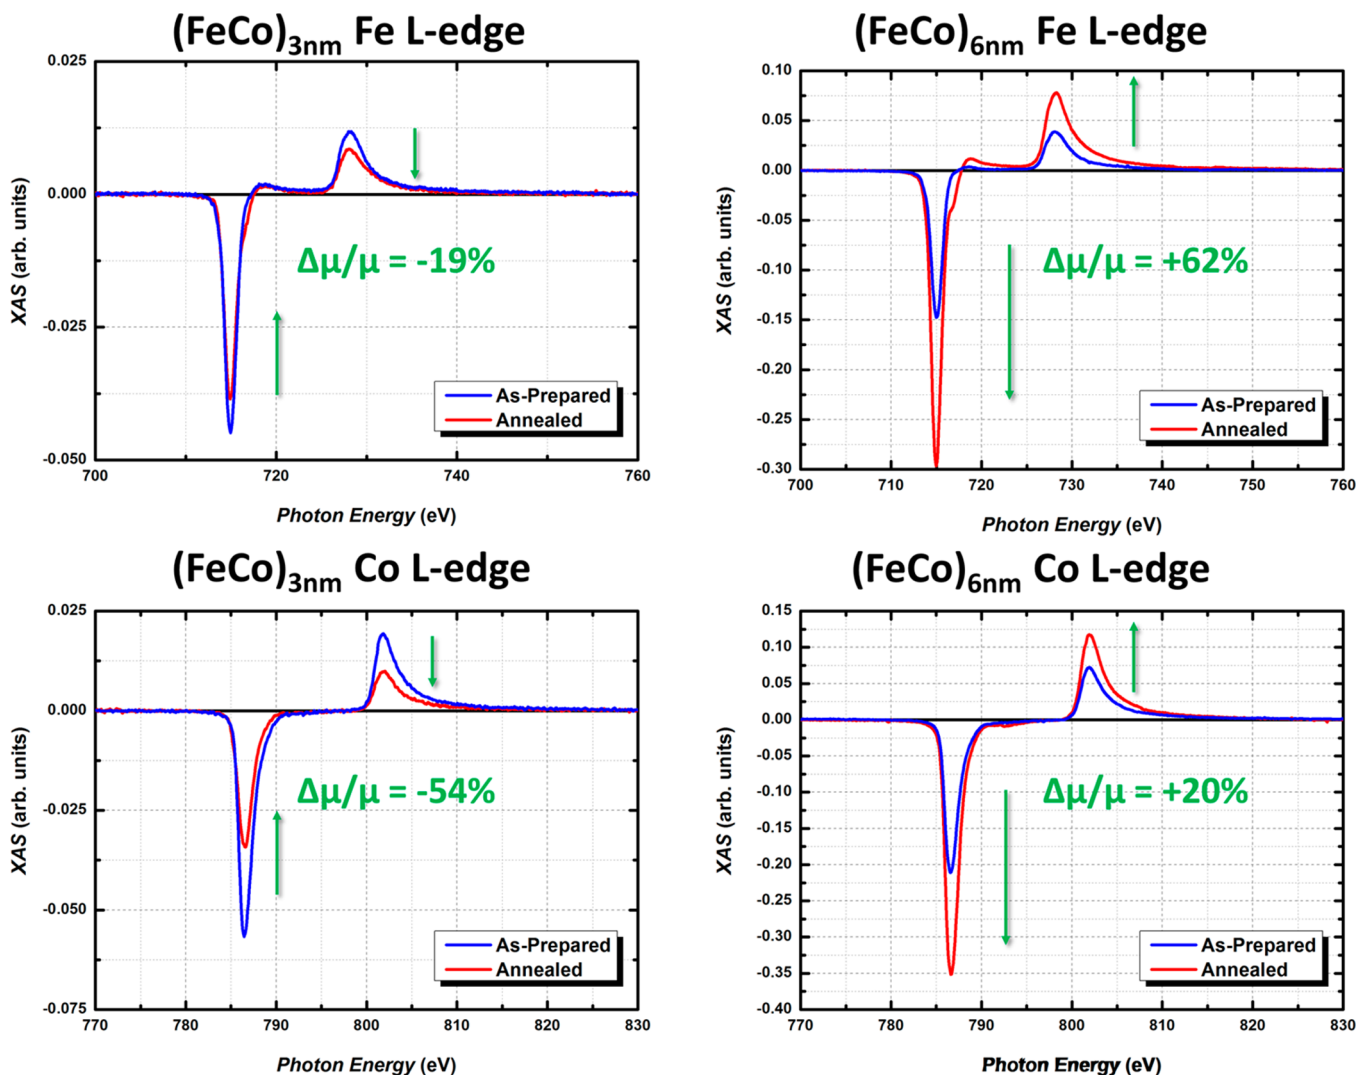 (FeCo)3nm Fe L-edge
0.025
0.000
-0.025
-0.050
XAS (arb. units)
Δμ/μ = -19%
As-Prepared
Annealed
700
720
740
760
Photon Energy (eV)
(FeCo)6nm Fe L-edge
0.10
0.05
0.00
-0.05
-0.10
-0.15
-0.20
-0.25
-0.30
XAS (arb. units)
Δμ/μ = +62%
As-Prepared
Annealed
700
710
720
730
740
750
760
Photon Energy (eV)
(FeCo)3nm Co L-edge
0.025
0.000
-0.025
-0.050
-0.075
XAS (arb. units)
Δμ/μ = -54%
As-Prepared
Annealed
770
780
790
800
810
820
830
Photon Energy (eV)
(FeCo)6nm Co L-edge
0.15
0.10
0.05
0.00
-0.05
-0.10
-0.15
-0.20
-0.25
-0.30
-0.35
-0.40
XAS (arb. units)
Δμ/μ = +20%
As-Prepared
Annealed
770
780
790
800
810
820
830
Photon Energy (eV)